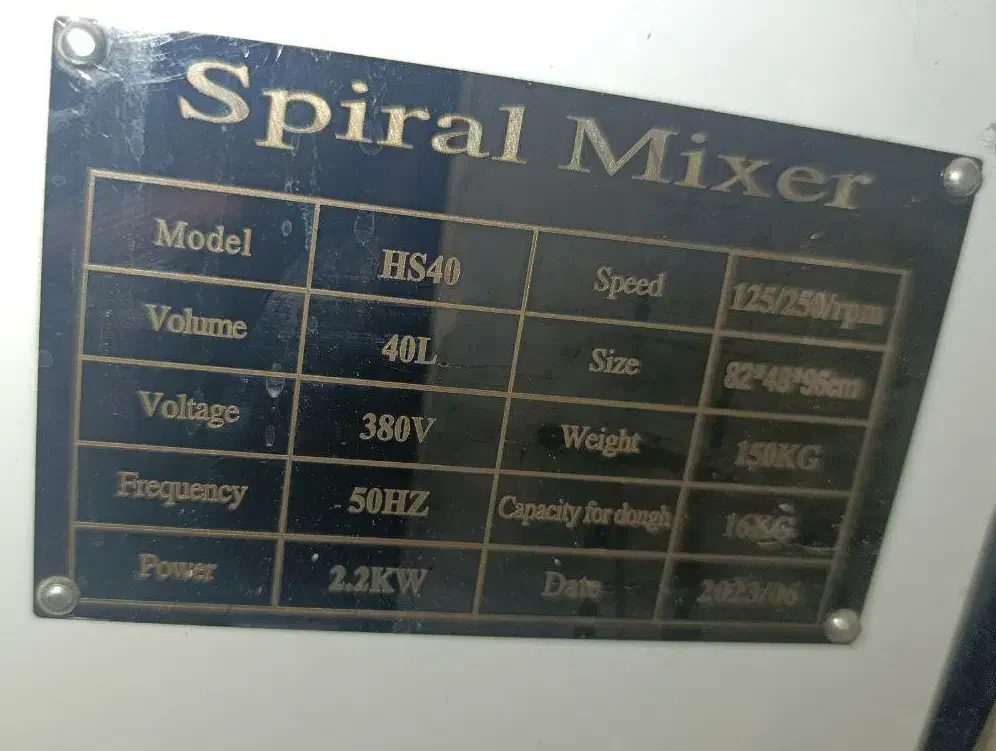 Spiral Mixer
Model HS40 Speed 125/250/rpm
Volume 40L Size 82*48*96cm
Voltage 380V Weight 150KG
Frequency 50HZ Capacity for dough 16KG
Power 2.2KW Date 2023/06